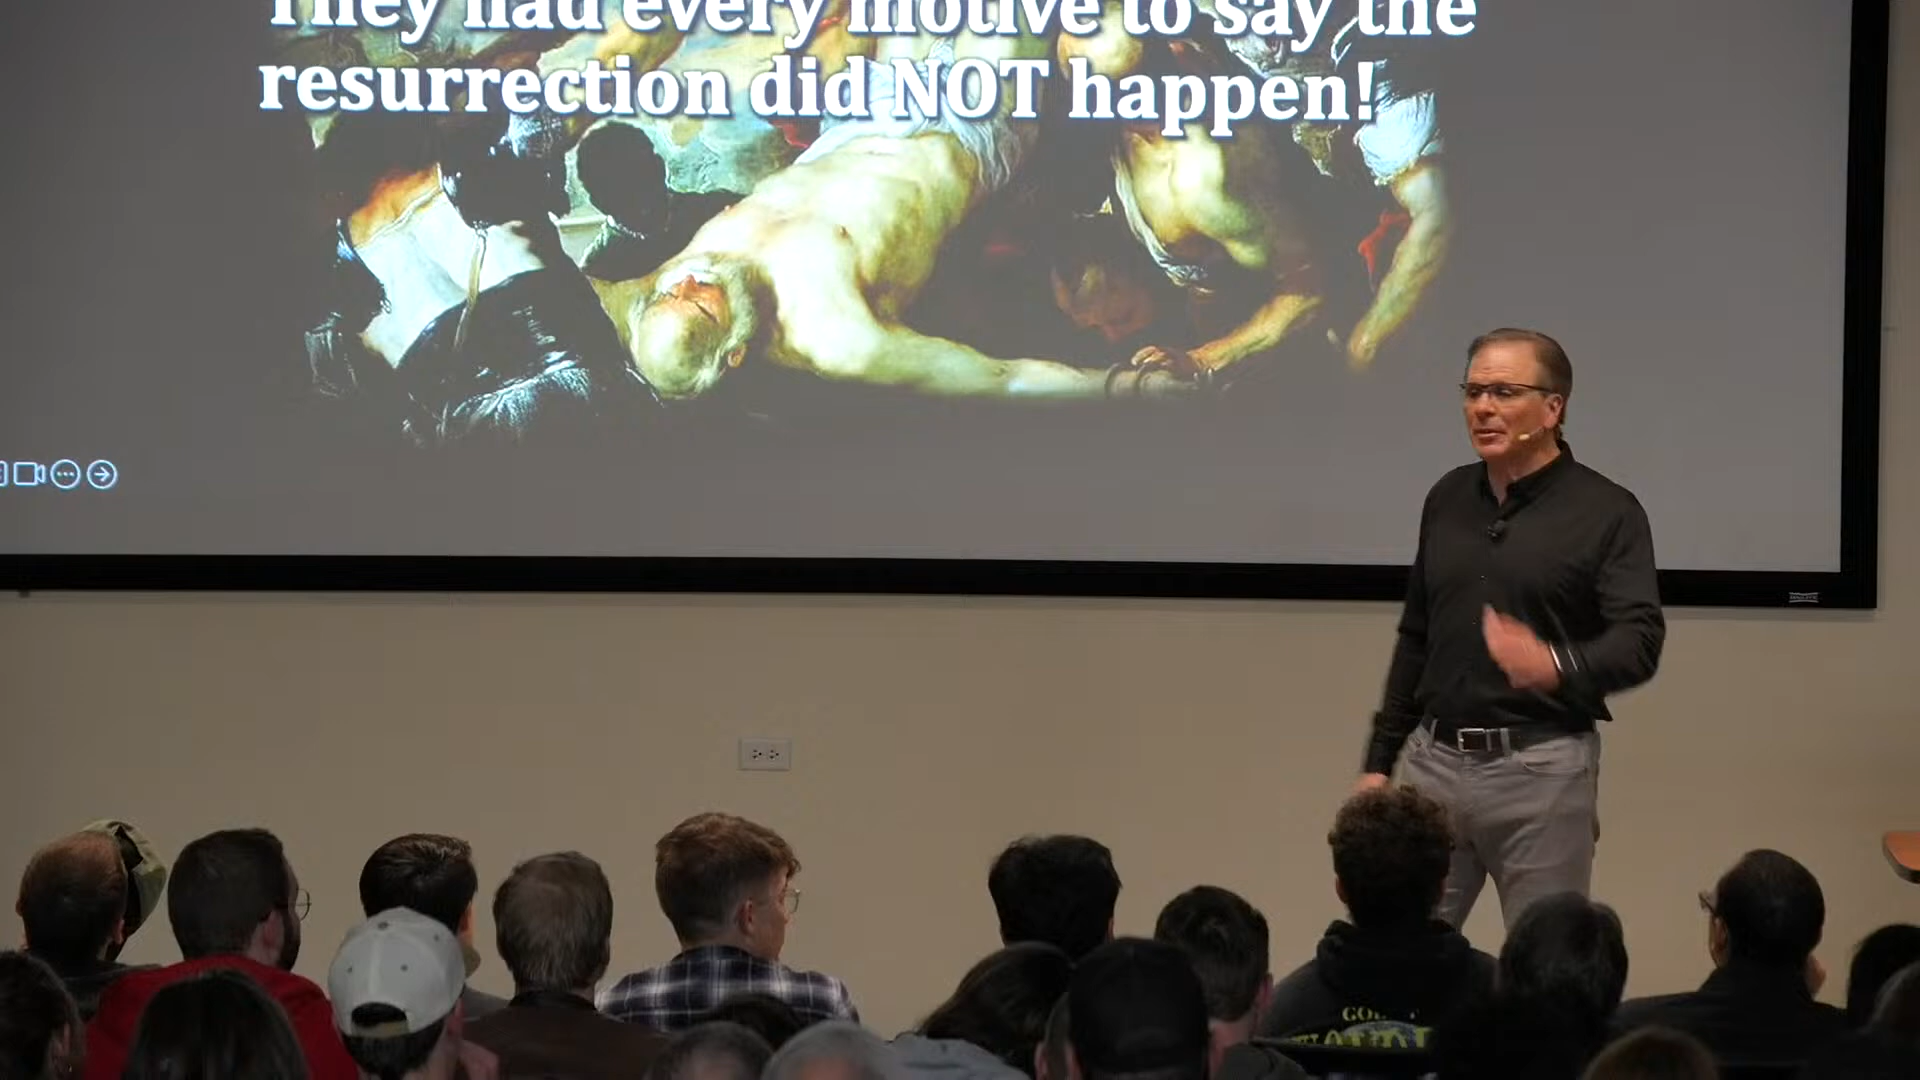 They had every motive to say the
resurrection did NOT happen!